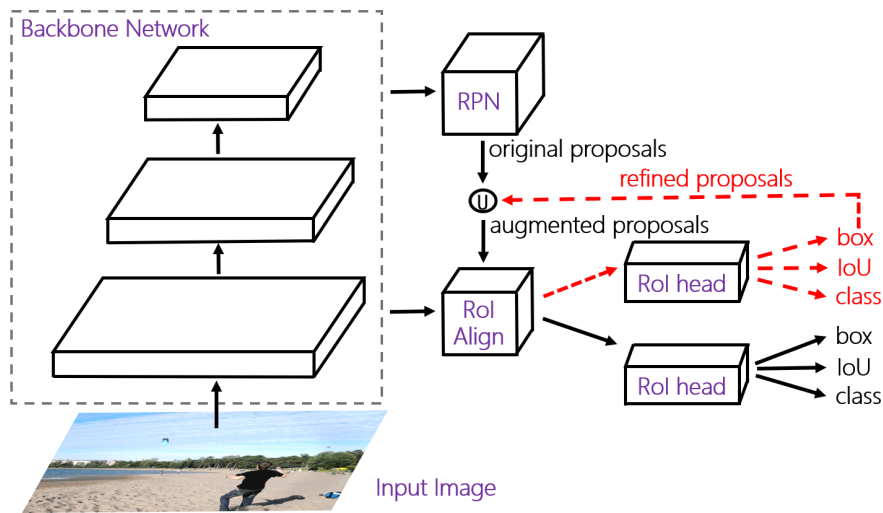 Backbone Network
RPN
original proposals
refined proposals
U
augmented proposals
box
IoU
class
RoI head
RoI
Align
box
IoU
class
RoI head
Input Image